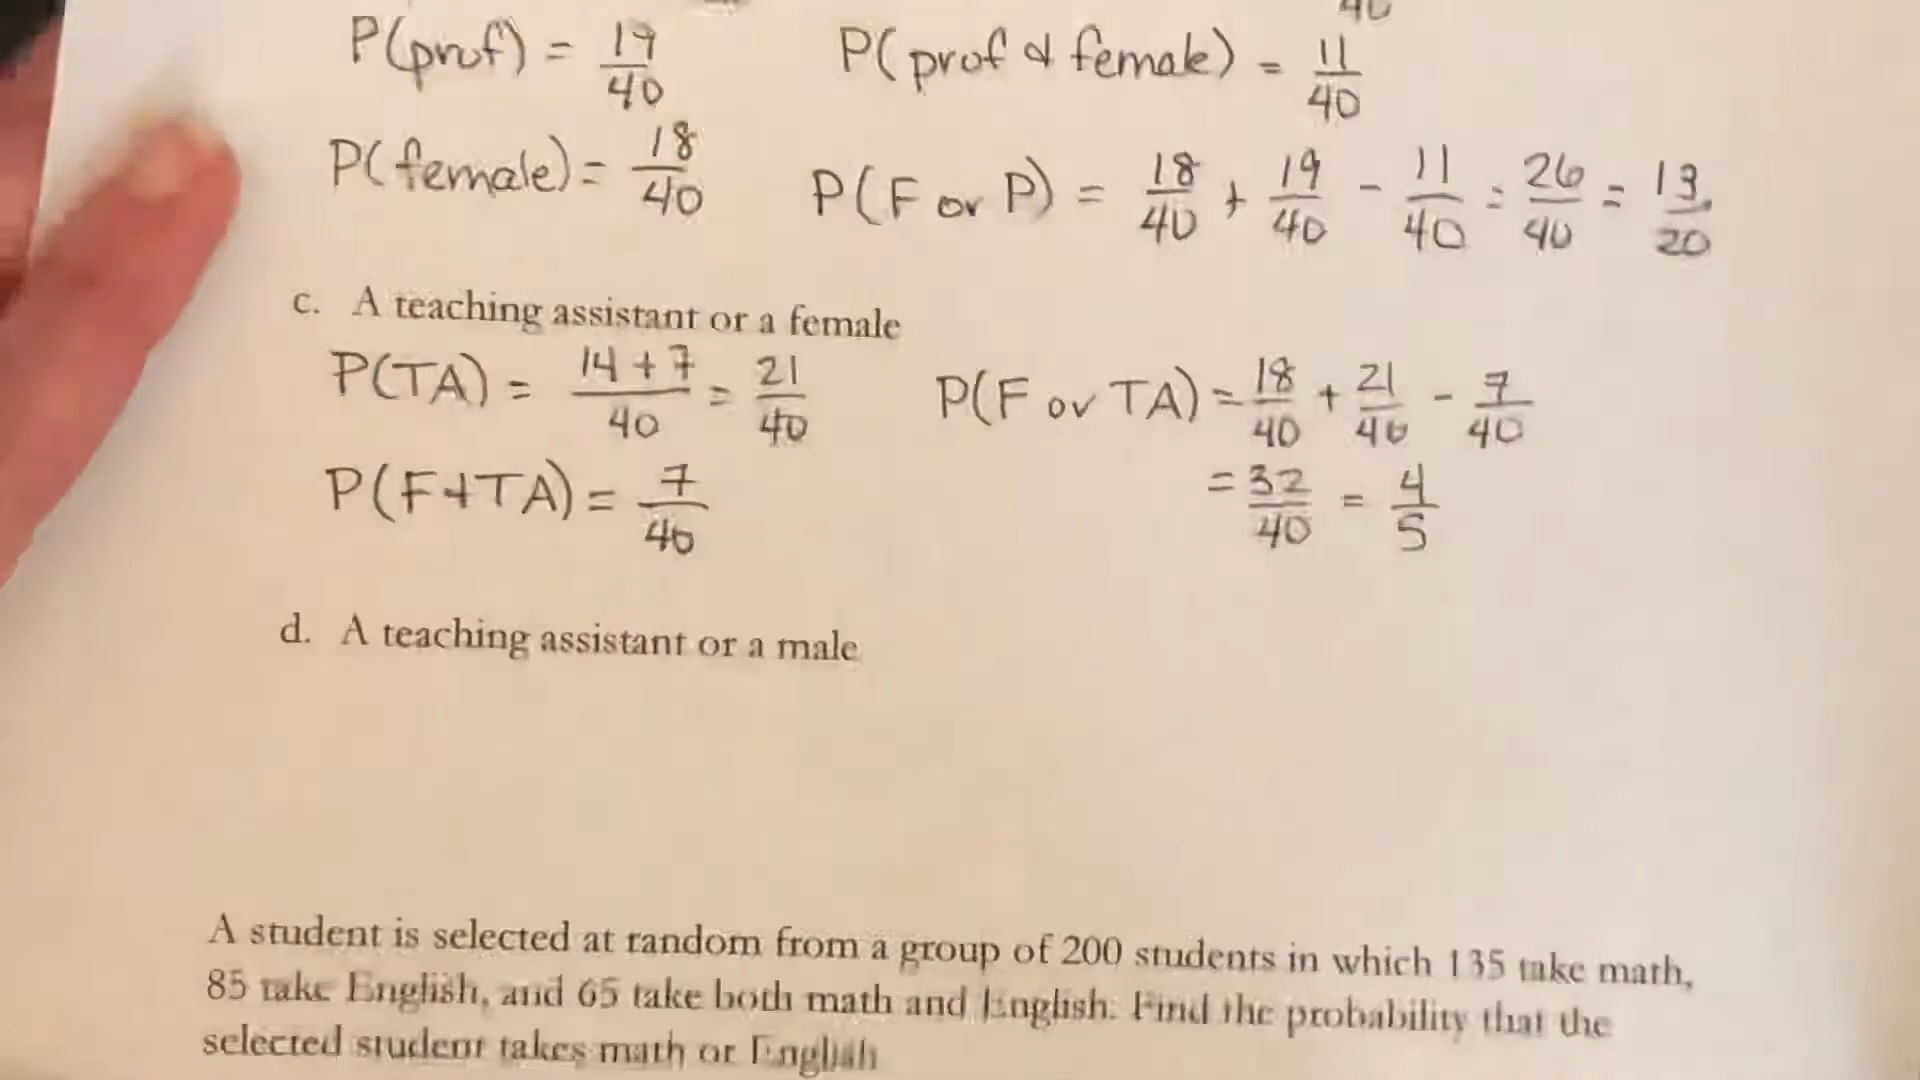 40
P(prof) = 19/40 P(prof & female) = 11/40
P(female) = 18/40 P(F or P) = 18/40 + 19/40 - 11/40 = 26/40 = 13/20
c. A teaching assistant or a female
P(TA) = 14+7/40 = 21/40 P(F or TA) = 18/40 + 21/40 - 7/40
P(F+TA) = 7/40 = 32/40 = 4/5
d. A teaching assistant or a male
A student is selected at random from a group of 200 students in which 135 take math,
85 take English, and 65 take both math and English. Find the probability that the
selected student takes math or English